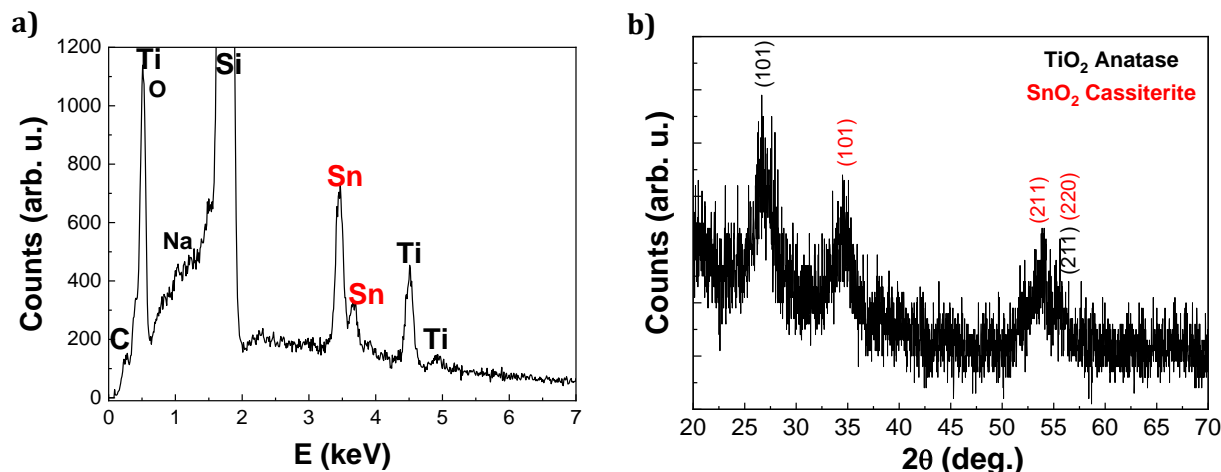 a)
1200
1000
800
600
400
200
0
Counts (arb. u.)
Ti
O
Si
Na
C
Sn
Sn
Ti
Ti
0 1 2 3 4 5 6 7
E (keV)
b)
TiO₂ Anatase
SnO₂ Cassiterite
(101)
(101)
(211)
(220)
(211)
Counts (arb. u.)
20 25 30 35 40 45 50 55 60 65 70
2θ (deg.)